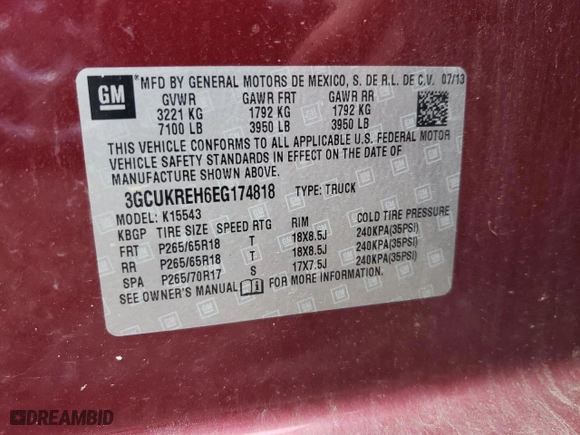 GM
*MFD BY GENERAL MOTORS DE MEXICO, S. DE R.L. DE C.V. 07/13
GVWR GAWR FRT GAWR RR
3221 KG 1792 KG 1792 KG
7100 LB 3950 LB 3950 LB
THIS VEHICLE CONFORMS TO ALL APPLICABLE U.S. FEDERAL MOTOR
VEHICLE SAFETY STANDARDS IN EFFECT ON THE DATE OF
MANUFACTURE SHOWN ABOVE.
3GCUKREH6EG174818 TYPE: TRUCK
MODEL: K15543
KBGP TIRE SIZE SPEED RTG RIM COLD TIRE PRESSURE
FRT P265/65R18 T 18X8.5J 240KPA(35PSI)
RR P265/65R18 T 18X8.5J 240KPA(35PSI)
SPA P265/70R17 S 17X7.5J 240KPA(35PSI)
SEE OWNER'S MANUAL FOR MORE INFORMATION.
DREAMBID